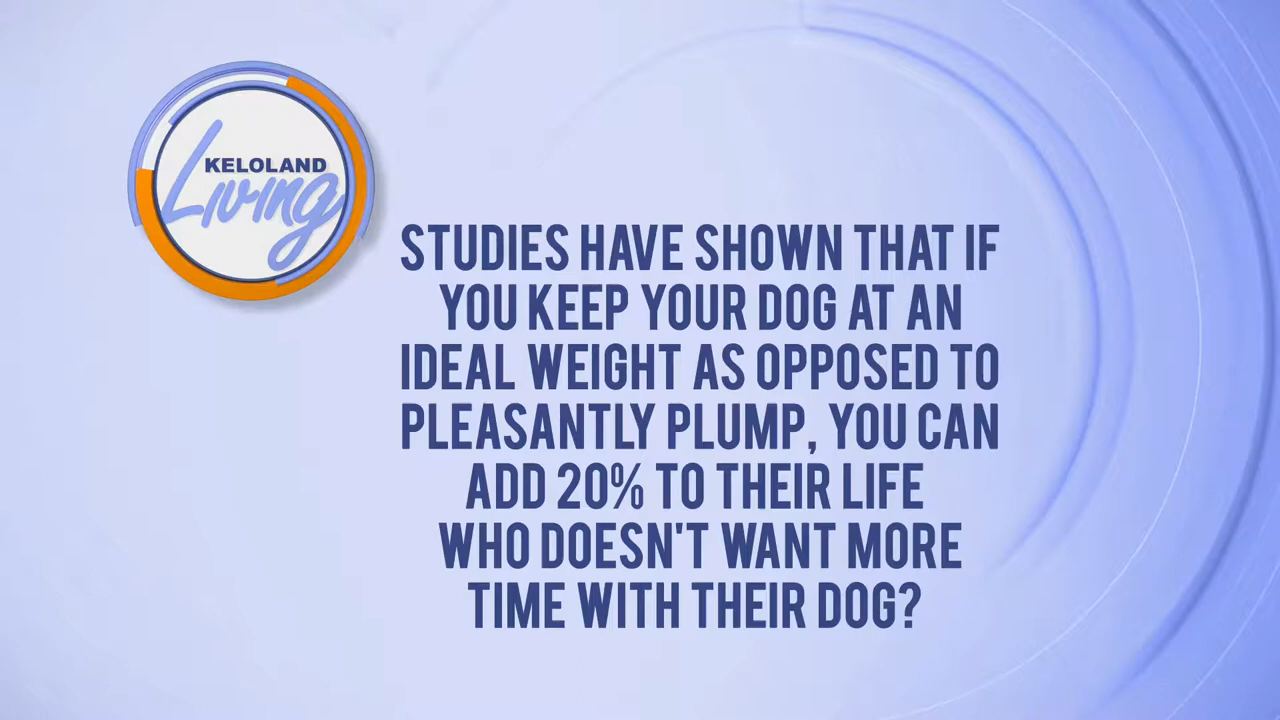 KELOLAND
Living
STUDIES HAVE SHOWN THAT IF
YOU KEEP YOUR DOG AT AN
IDEAL WEIGHT AS OPPOSED TO
PLEASANTLY PLUMP, YOU CAN
ADD 20% TO THEIR LIFE
WHO DOESN'T WANT MORE
TIME WITH THEIR DOG?